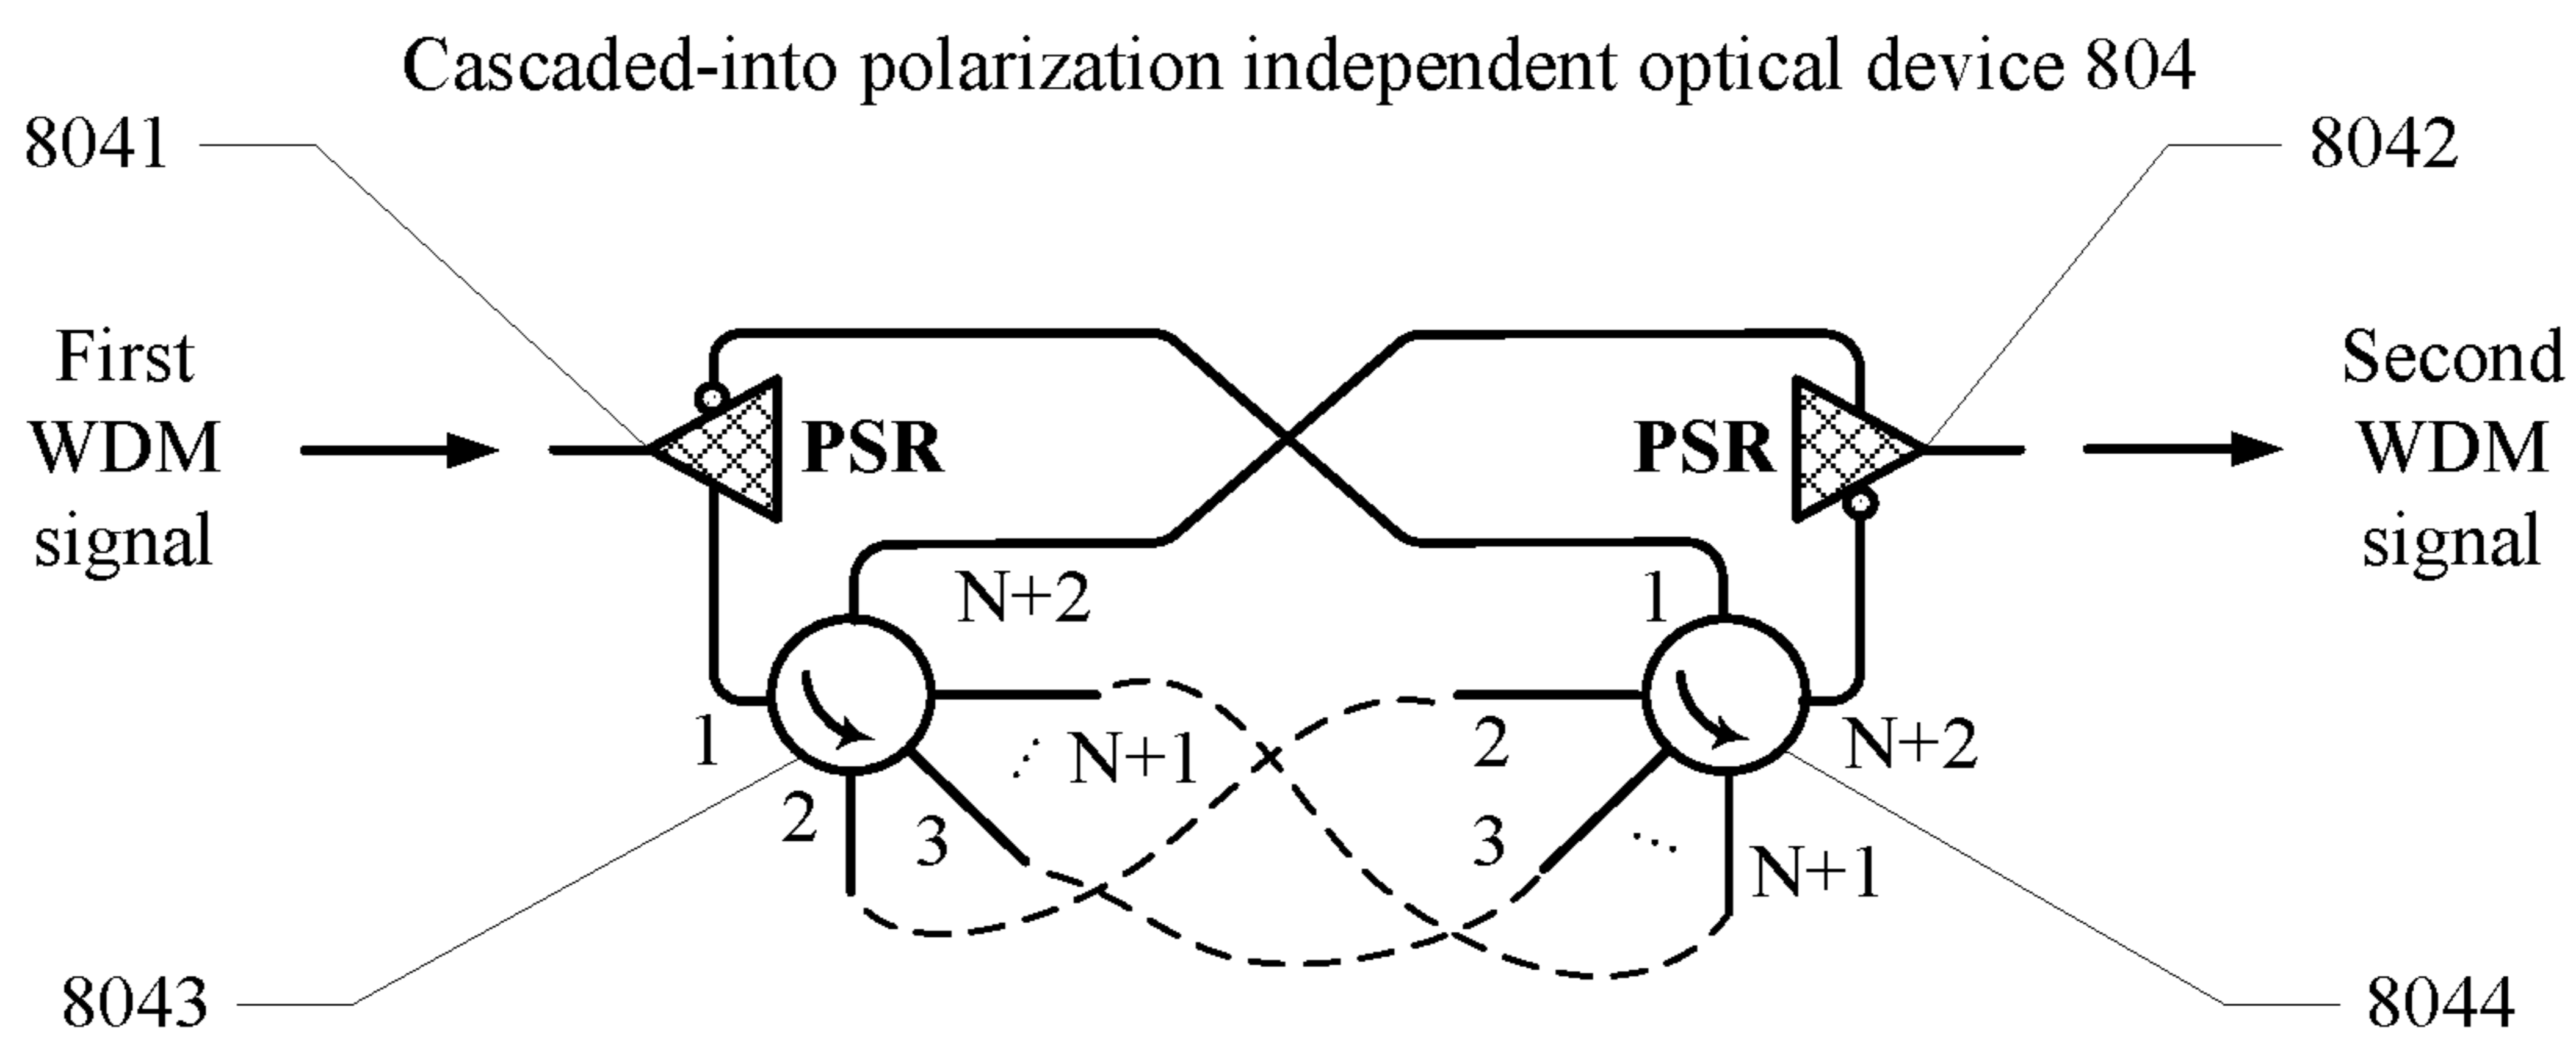 Cascaded-into polarization independent optical device 804
8041
8042
First
WDM
signal
PSR
PSR
Second
WDM
signal
N+2
1
1
N+1
2
N+2
2
3
3
N+1
8043
8044